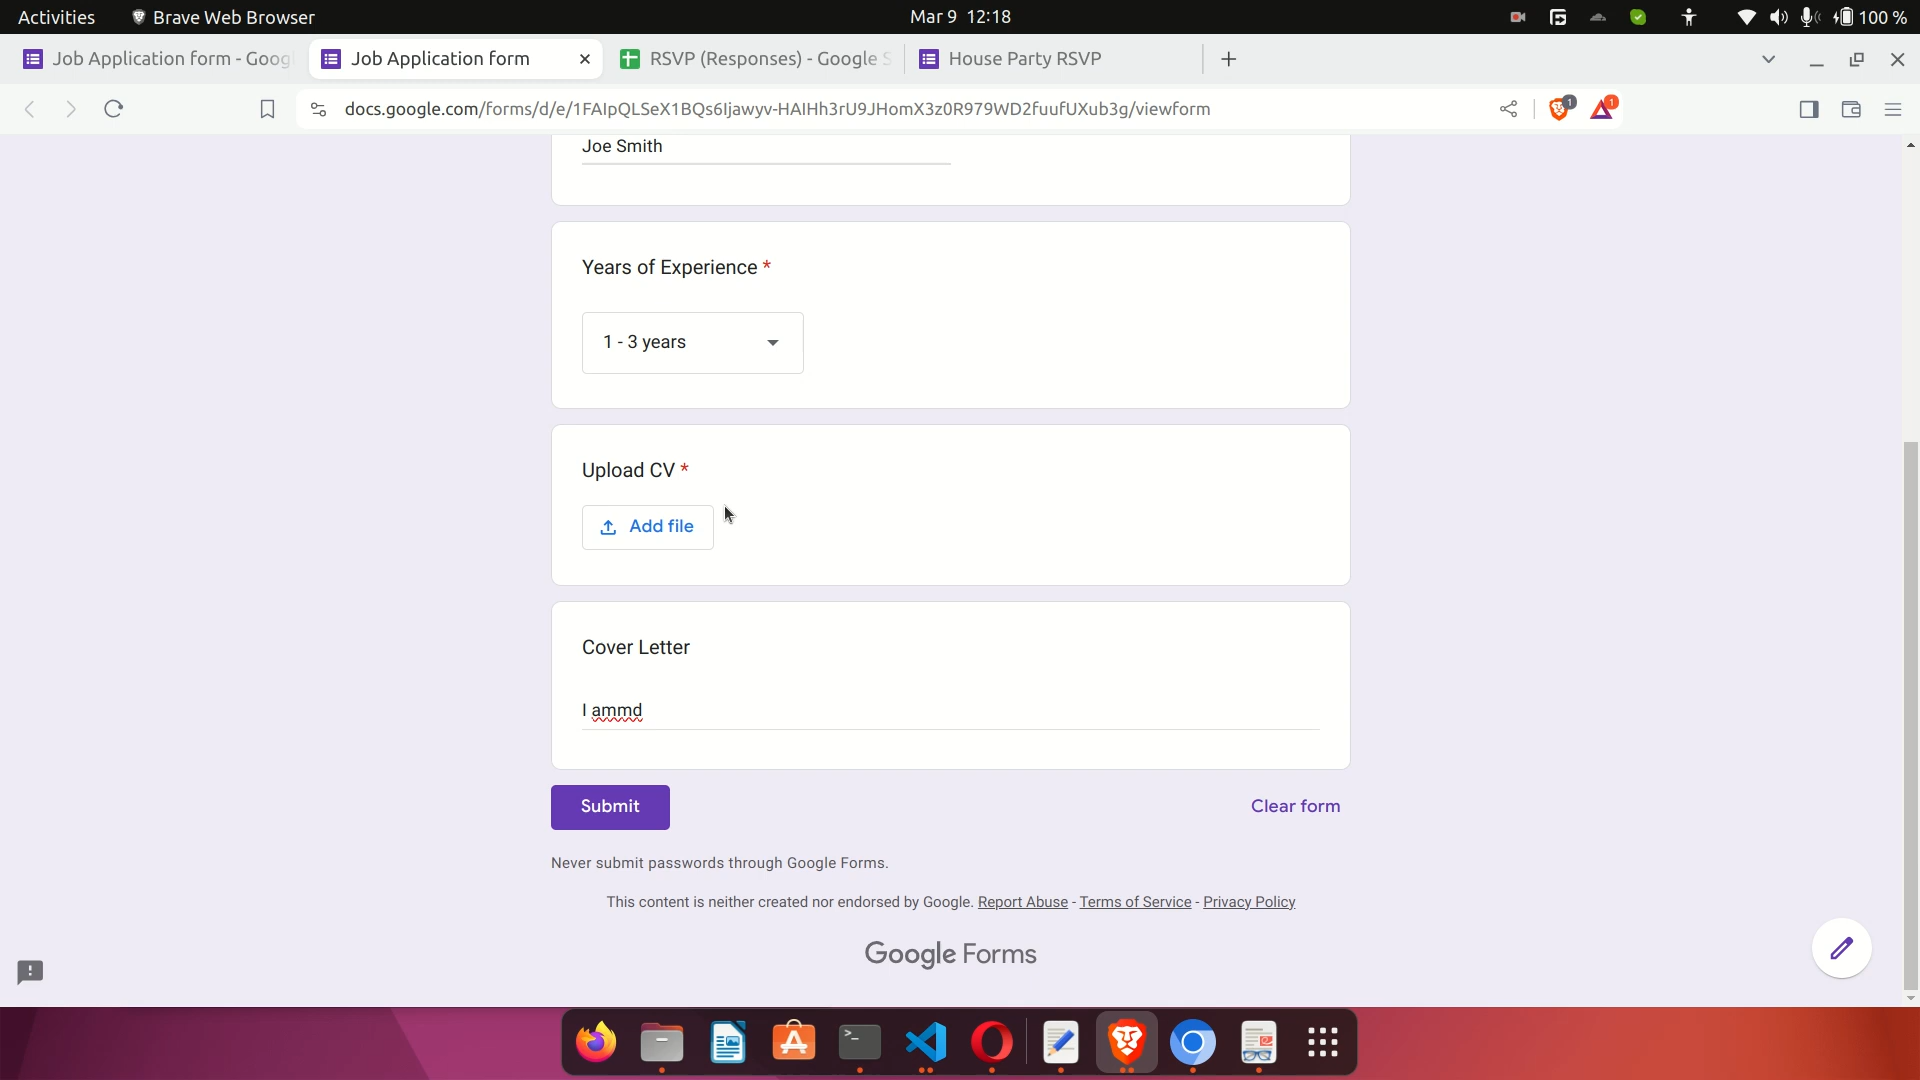 Activities
Brave Web Browser
Mar 9 12:18
100 %
Job Application form - Goog
Job Application form
RSVP (Responses) - Google S
House Party RSVP
docs.google.com/forms/d/e/1FAIpQLSeX1BQs6Ijawyv-HAIHh3rU9JHomX3z0R979WD2fuufUXub3g/viewform
1
1
Joe Smith
Years of Experience *
1 - 3 years
Upload CV *
Add file
Cover Letter
I ammd
Submit
Clear form
Never submit passwords through Google Forms.
This content is neither created nor endorsed by Google. Report Abuse - Terms of Service - Privacy Policy
Google Forms